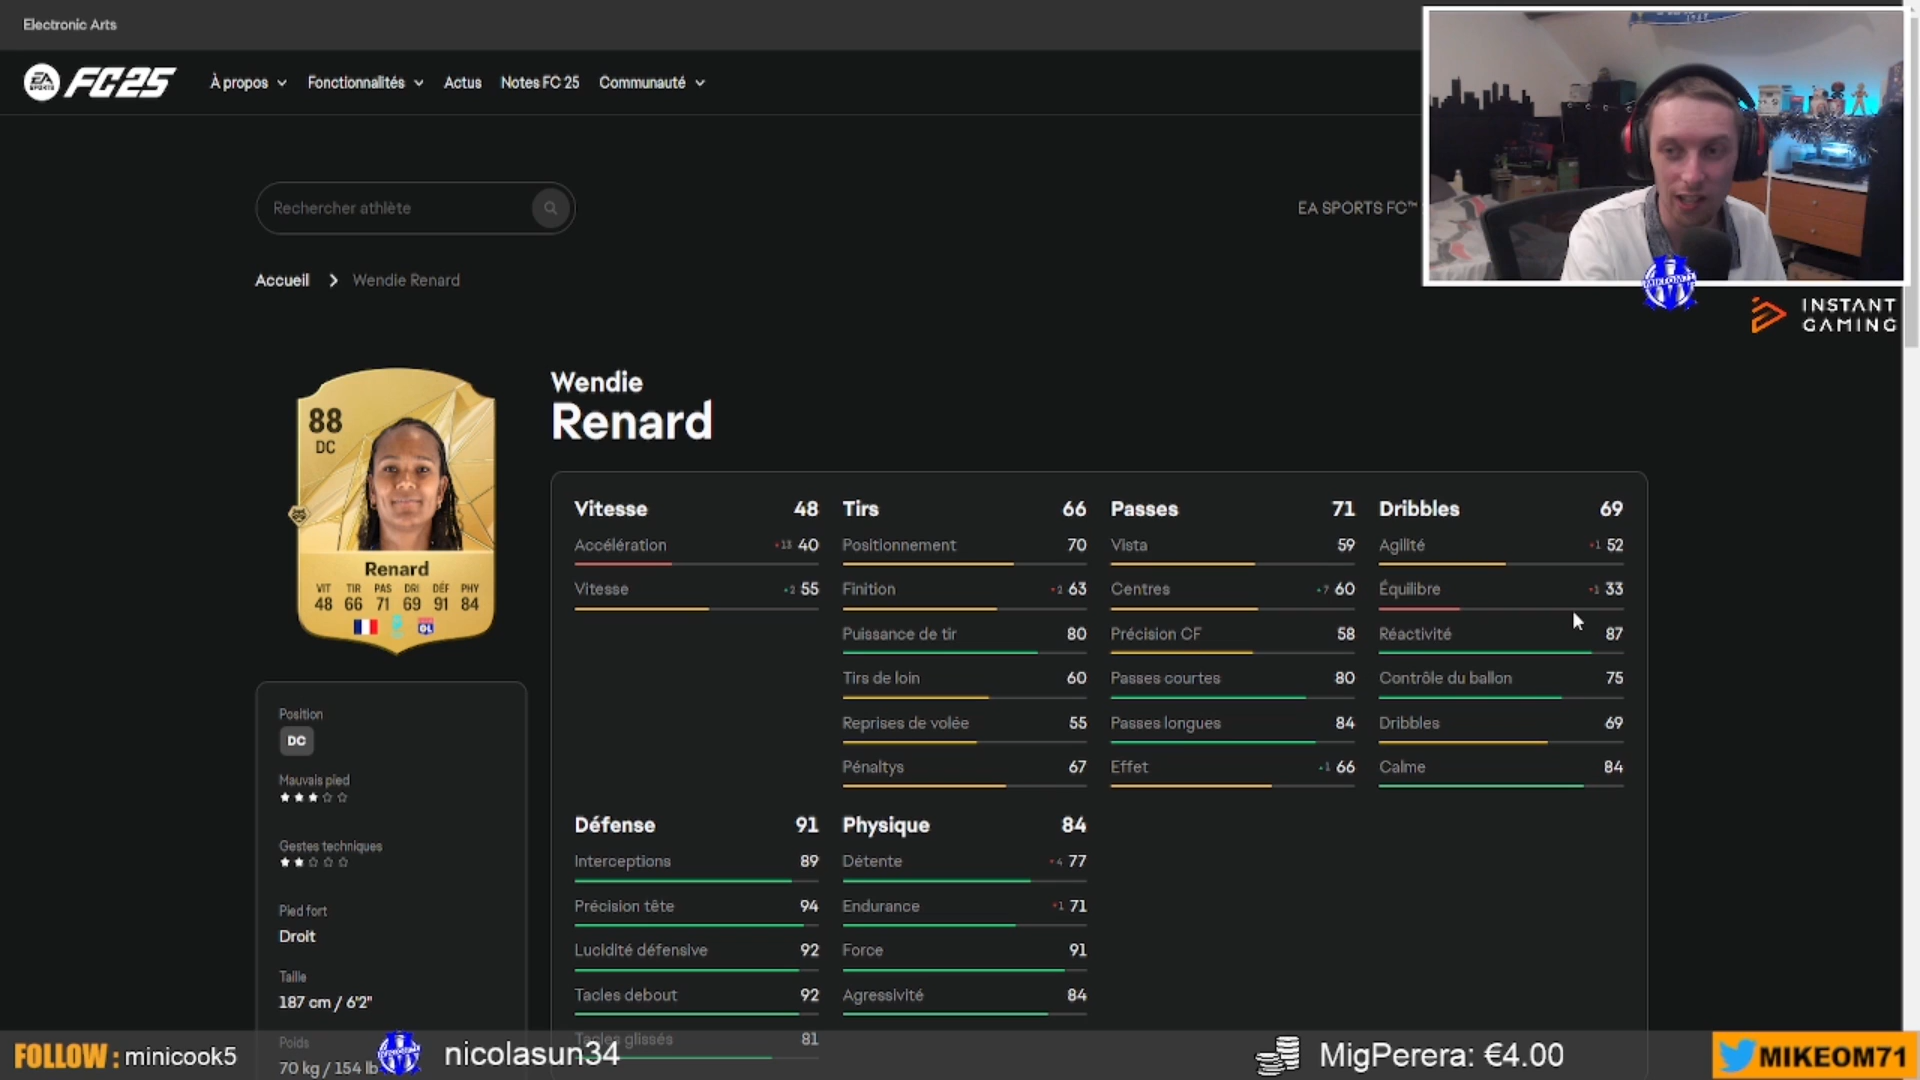 Electronic Arts
EA SPORTS FC25
À propos
Fonctionnalités
Actus
Notes FC 25
Communauté
Rechercher athlète
EA SPORTS FC™
Accueil > Wendie Renard
INSTANT GAMING
88
DC
Renard
VIT TIR PAS DRI DÉF PHY
48 66 71 69 91 84
OL
Wendie
Renard
Vitesse 48
Accélération 13 40
Vitesse 2 55
Tirs 66
Positionnement 70
Finition 2 63
Puissance de tir 80
Tirs de loin 60
Reprises de volée 55
Pénaltys 67
Passes 71
Vista 59
Centres 7 60
Précision CF 58
Passes courtes 80
Passes longues 84
Effet 1 66
Dribbles 69
Agilité 1 52
Équilibre 1 33
Réactivité 87
Contrôle du ballon 75
Dribbles 69
Calme 84
Défense 91
Interceptions 89
Précision tête 94
Lucidité défensive 92
Tacles debout 92
Tacles glissés 81
Physique 84
Détente 4 77
Endurance 1 71
Force 91
Agressivité 84
Position
DC
Mauvais pied
Gestes techniques
Pied fort
Droit
Taille
187 cm / 6'2"
Poids
70 kg / 154 lb
FOLLOW : minicook5
nicolasun34
MigPerera: €4.00
MIKEOM71